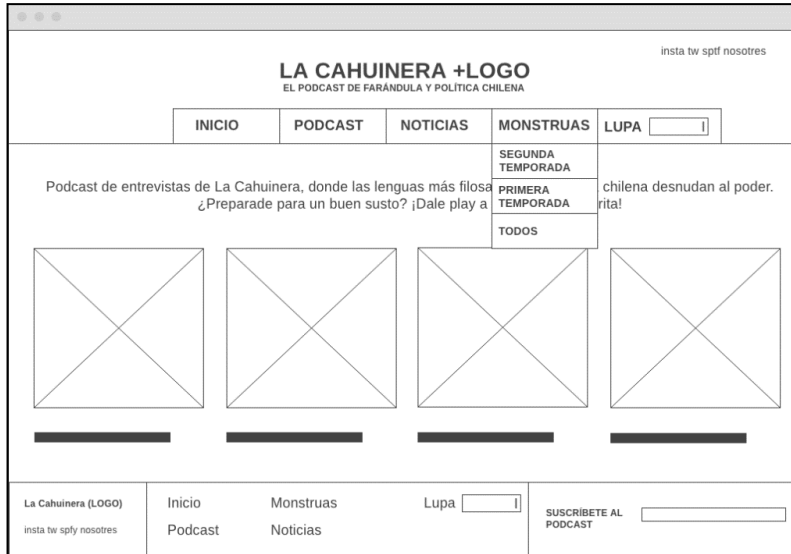 insta tw sptf nosotres
LA CAHUINERA +LOGO
EL PODCAST DE FARÁNDULA Y POLÍTICA CHILENA
INICIO PODCAST NOTICIAS MONSTRUAS LUPA
SEGUNDA
TEMPORADA
Podcast de entrevistas de La Cahuinera, donde las lenguas más filosa chilena desnudan al poder.
PRIMERA
TEMPORADA
¿Preparade para un buen susto? ¡Dale play a rita!
TODOS
La Cahuinera (LOGO)
insta tw spfy nosotres
Inicio Monstruas Lupa
Podcast Noticias
SUSCRÍBETE AL
PODCAST